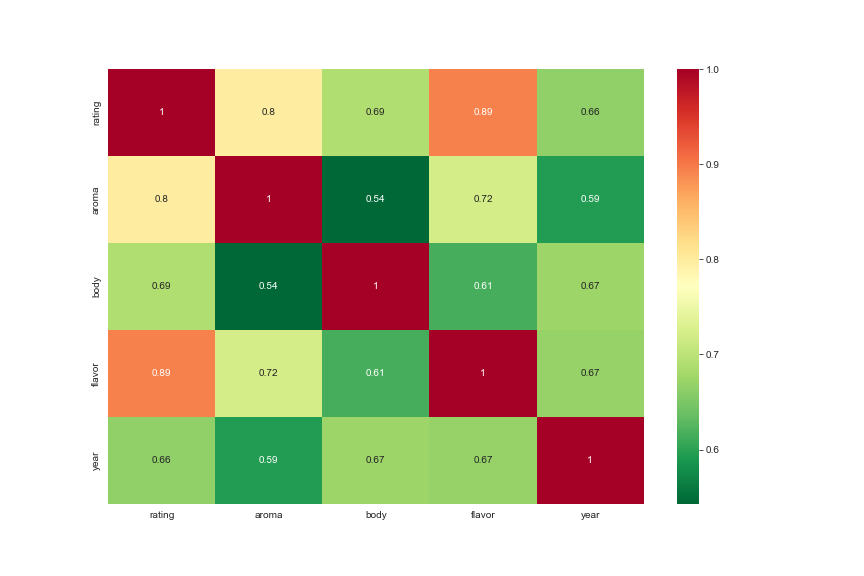 rating 1 0.8 0.69 0.89 0.66
aroma 0.8 1 0.54 0.72 0.59
body 0.69 0.54 1 0.61 0.67
flavor 0.89 0.72 0.61 1 0.67
year 0.66 0.59 0.67 0.67 1
rating aroma body flavor year
1.0
0.9
0.8
0.7
0.6